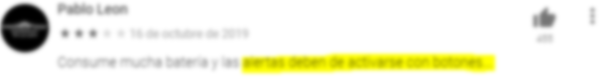 Pablo Leon
16 de octubre de 2019
Consume mucha batería y las alertas deben de activarse con botones...